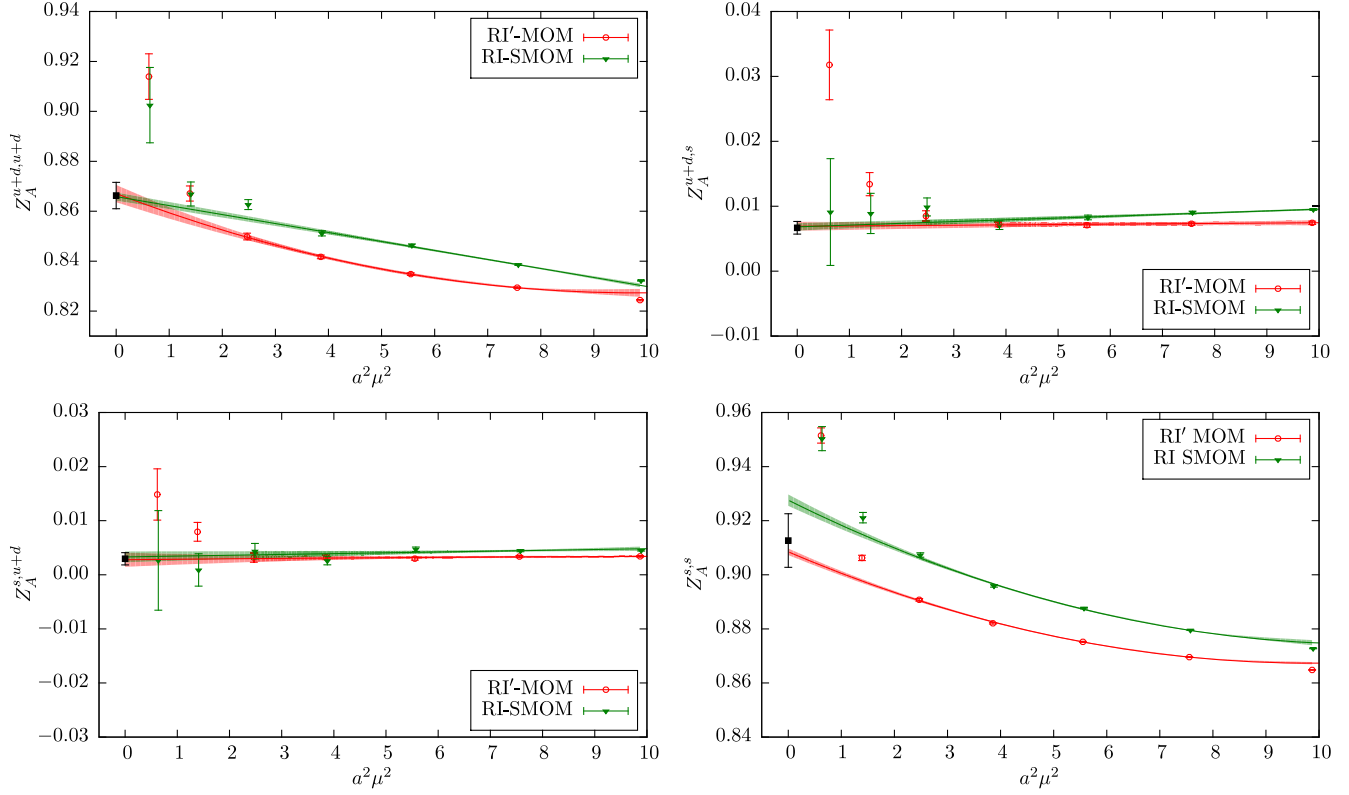 0.94
0.92
0.90
0.88
0.86
0.84
0.82
Z_A^{u+d,u+d}
0 1 2 3 4 5 6 7 8 9 10
a²μ²
RI′-MOM
RI-SMOM
0.04
0.03
0.02
0.01
0.00
−0.01
Z_A^{u+d,s}
0 1 2 3 4 5 6 7 8 9 10
a²μ²
RI′-MOM
RI-SMOM
0.03
0.02
0.01
0.00
−0.01
−0.02
−0.03
Z_A^{s,u+d}
0 1 2 3 4 5 6 7 8 9 10
a²μ²
RI′-MOM
RI-SMOM
0.96
0.94
0.92
0.90
0.88
0.86
0.84
Z_A^{s,s}
0 1 2 3 4 5 6 7 8 9 10
a²μ²
RI′ MOM
RI SMOM